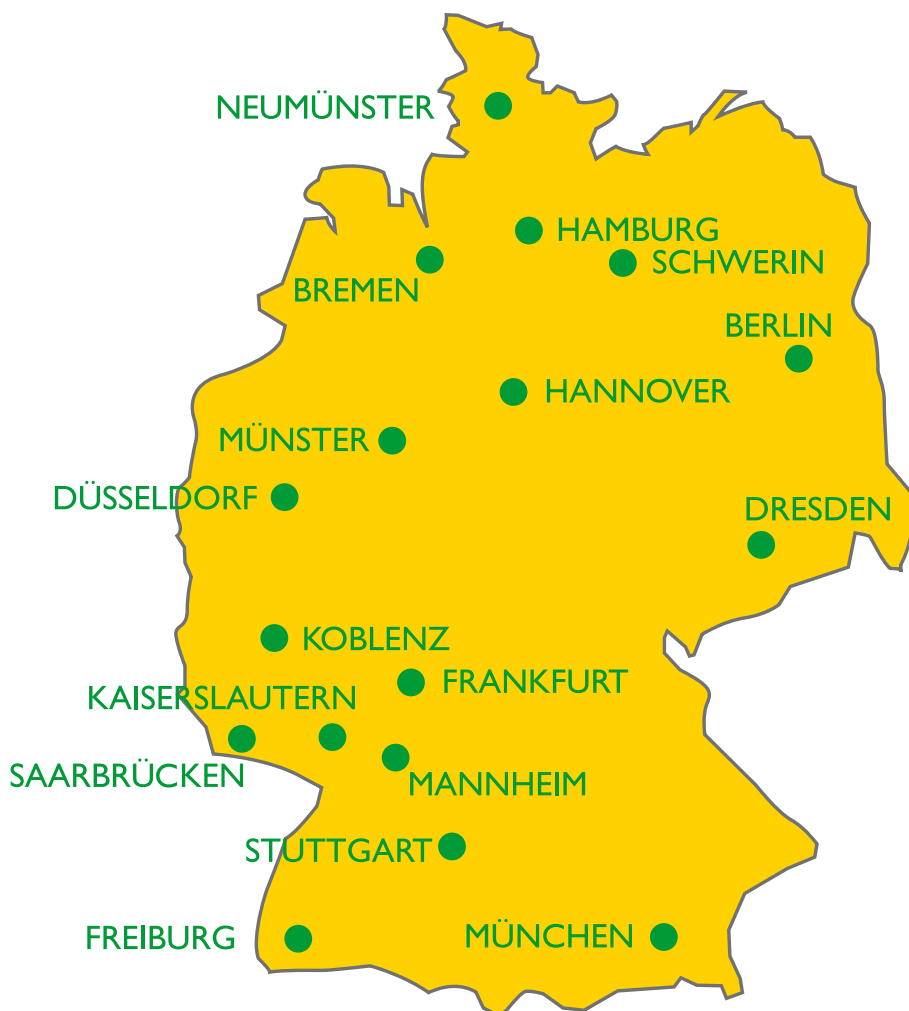 NEUMÜNSTER
HAMBURG
SCHWERIN
BREMEN
BERLIN
HANNOVER
MÜNSTER
DÜSSELDORF
DRESDEN
KOBLENZ
FRANKFURT
KAISERSLAUTERN
SAARBRÜCKEN
MANNHEIM
STUTTGART
FREIBURG
MÜNCHEN